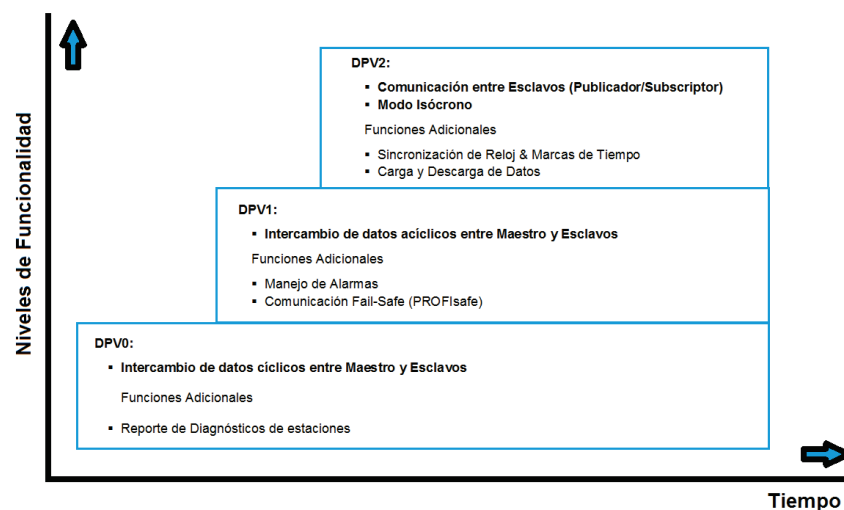 Niveles de Funcionalidad
DPV2:
▪ Comunicación entre Esclavos (Publicador/Subscriptor)
▪ Modo Isócrono
Funciones Adicionales
▪ Sincronización de Reloj & Marcas de Tiempo
▪ Carga y Descarga de Datos
DPV1:
▪ Intercambio de datos acíclicos entre Maestro y Esclavos
Funciones Adicionales
▪ Manejo de Alarmas
▪ Comunicación Fail-Safe (PROFIsafe)
DPV0:
▪ Intercambio de datos cíclicos entre Maestro y Esclavos
Funciones Adicionales
▪ Reporte de Diagnósticos de estaciones
Tiempo